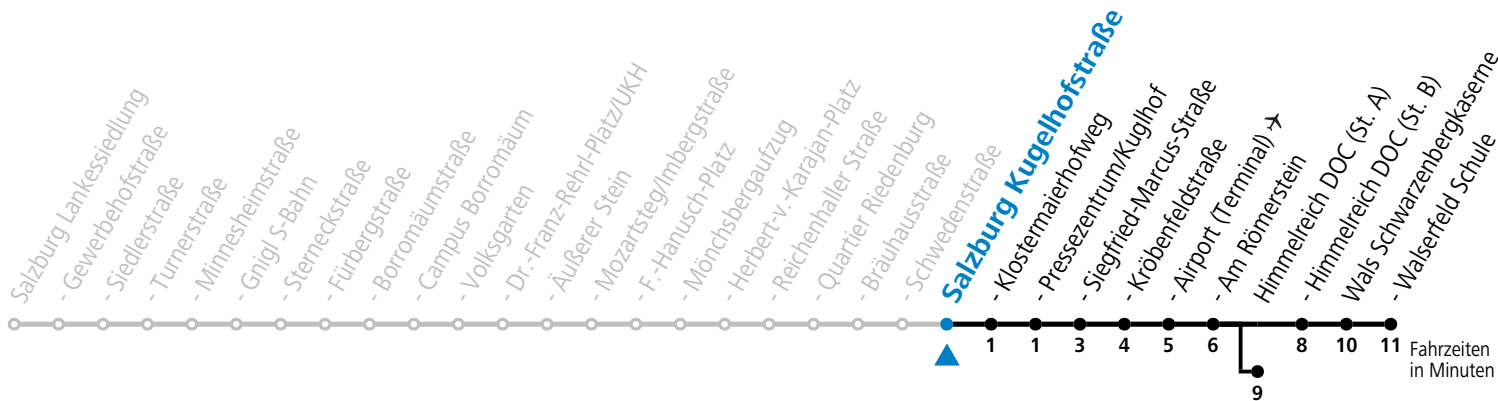 Salzburg Lankessiedlung
- Gewerbehofstraße
- Siedlerstraße
- Turnerstraße
- Minnesheimstraße
Gnigl S-Bahn
- Sterneckstraße
- Fürbergstraße
- Borromäumstraße
- Campus Borromäum
- Volksgarten
- Dr.-Franz-Rehrl-Platz/UKH
- Äußerer Stein
- Mozartsteg/Imbergstraße
- F.-Hanusch-Platz
- Mönchsbergaufzug
- Herbert-v.-Karajan-Platz
- Reichenhaller Straße
- Quartier Riedenburg
- Bräuhausstraße
- Schwedenstraße
Salzburg Kugelhofstraße
- Klostermaierhofweg
- Pressezentrum/Kuglhof
- Siegfried-Marcus-Straße
- Kröbenfeldstraße
- Airport (Terminal) ✈
- Am Römerstein
Himmelreich DOC (St. A)
- Himmelreich DOC (St. B)
Wals Schwarzenbergkaserne
- Walserfeld Schule
1 1 3 4 5 6 8 10 11 Fahrzeiten
in Minuten
9